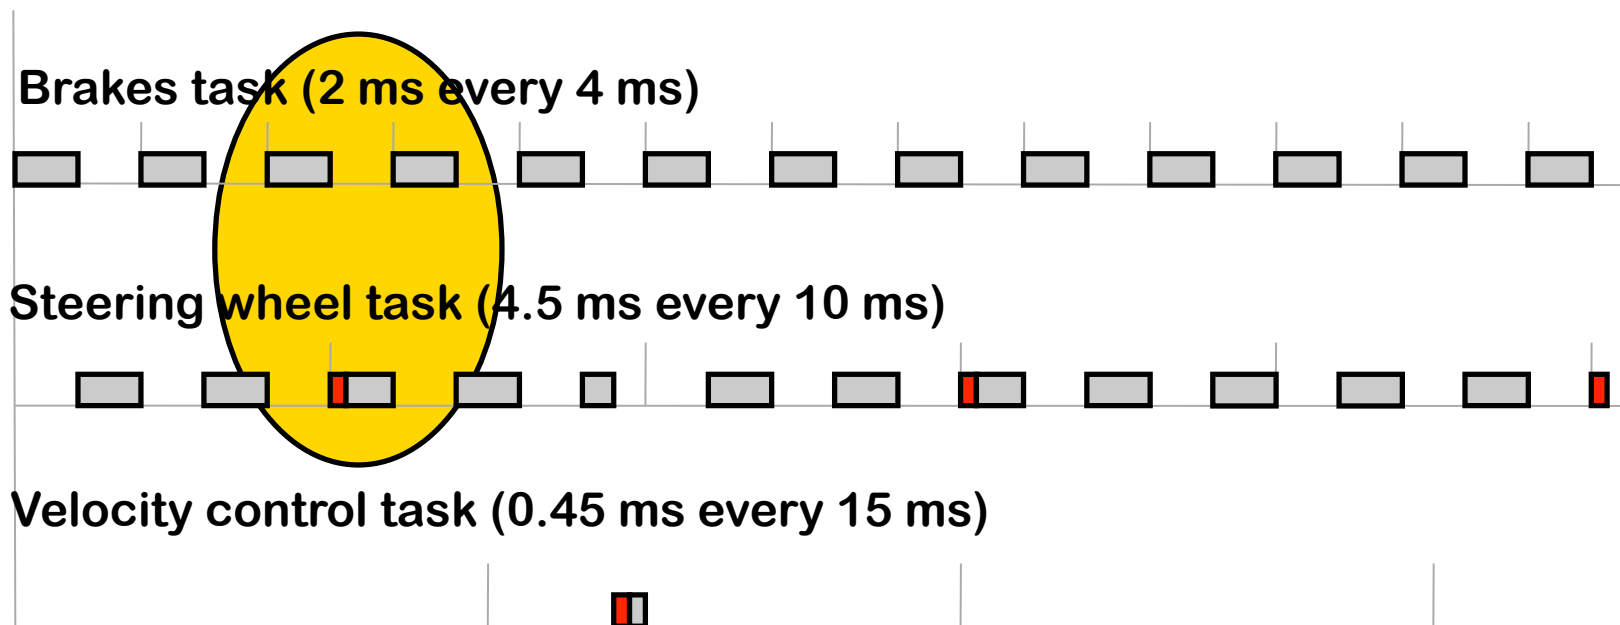 Brakes task (2 ms every 4 ms)
Steering wheel task (4.5 ms every 10 ms)
Velocity control task (0.45 ms every 15 ms)